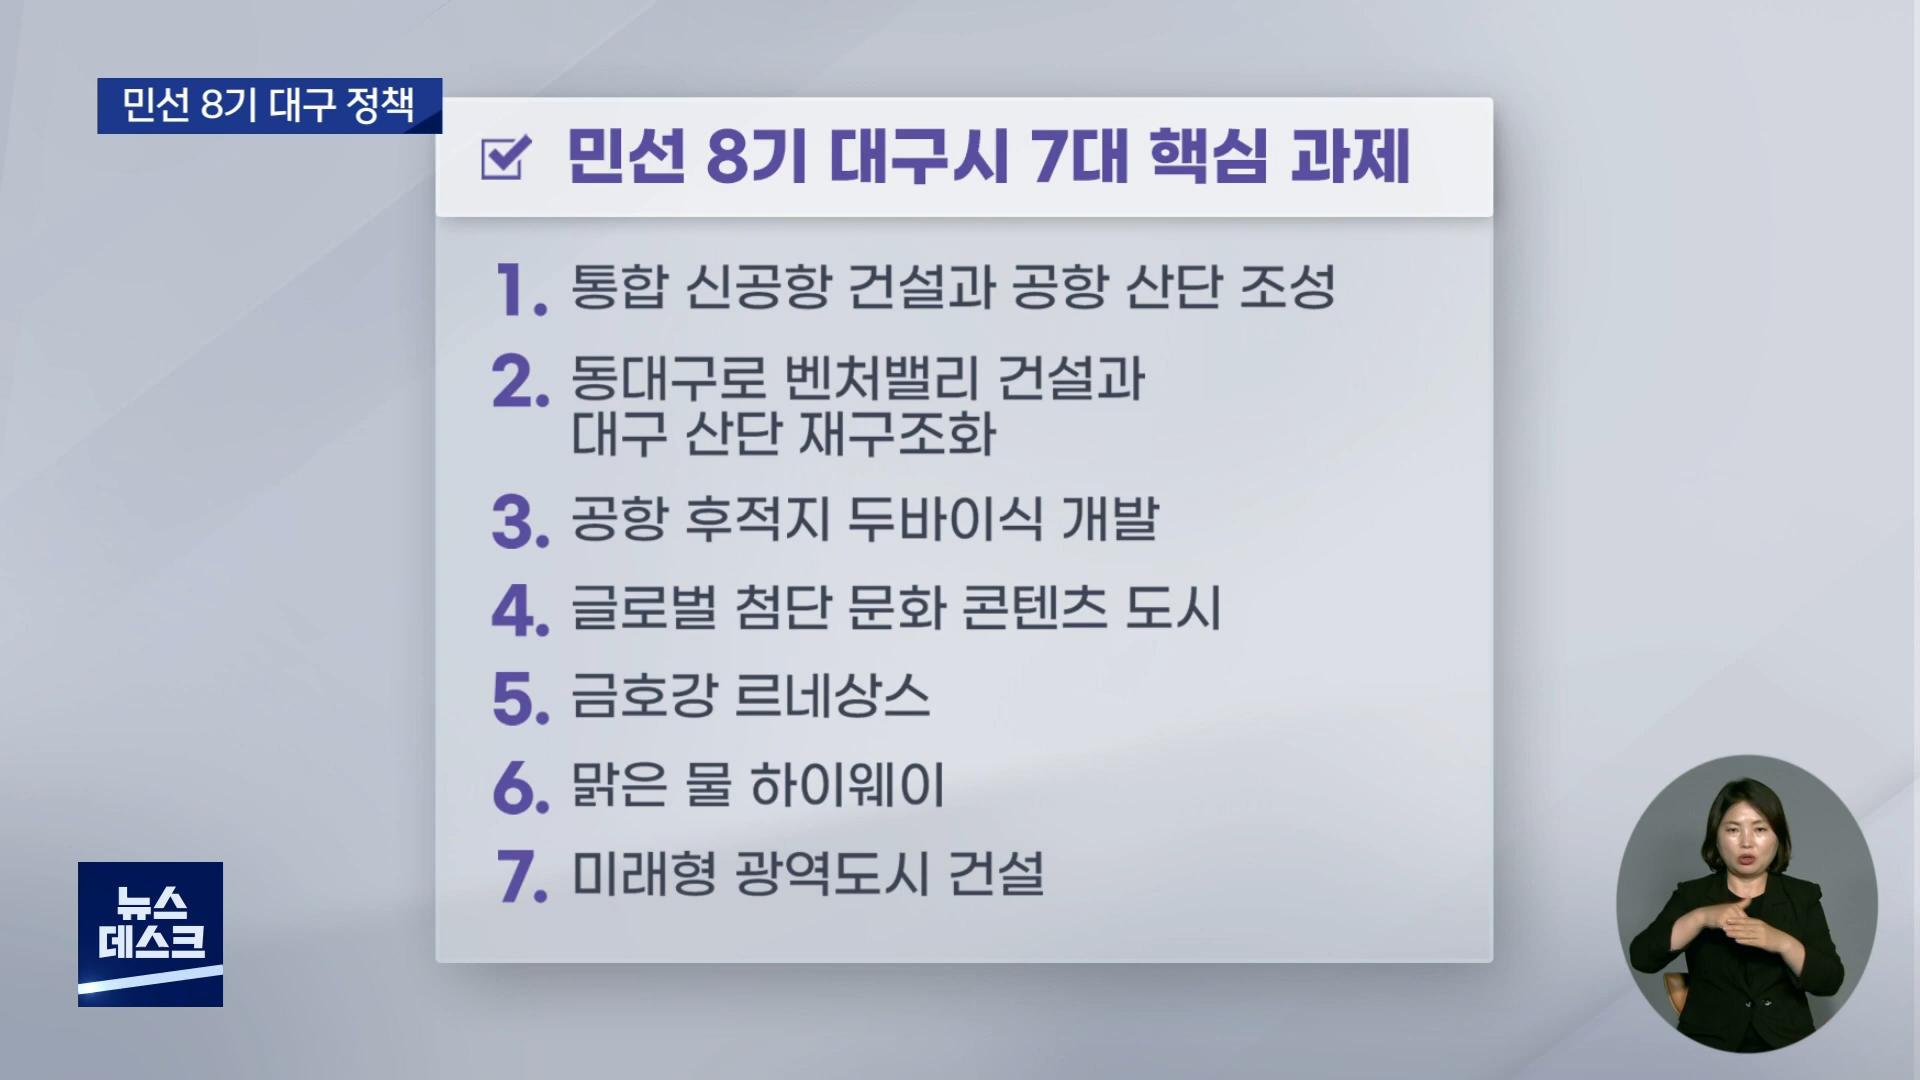 민선 8기 대구 정책
민선 8기 대구시 7대 핵심 과제
1. 통합 신공항 건설과 공항 산단 조성
2. 동대구로 벤처밸리 건설과
대구 산단 재구조화
3. 공항 후적지 두바이식 개발
4. 글로벌 첨단 문화 콘텐츠 도시
5. 금호강 르네상스
6. 맑은 물 하이웨이
7. 미래형 광역도시 건설
뉴스
데스크